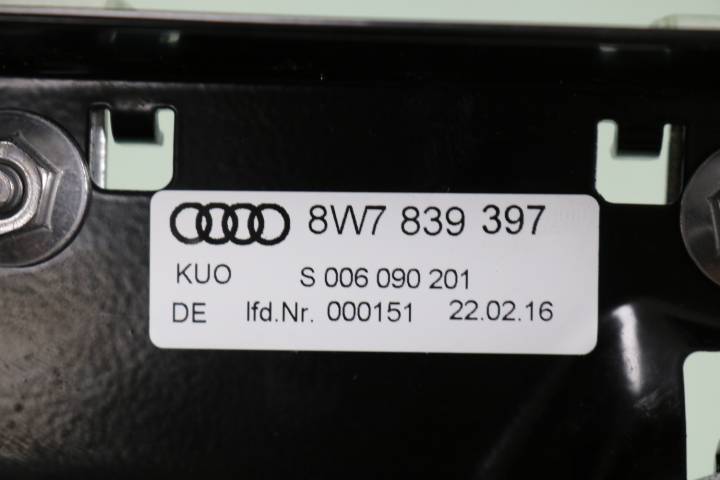 8W7 839 397
KUO S 006 090 201
DE lfd.Nr. 000151 22.02.16